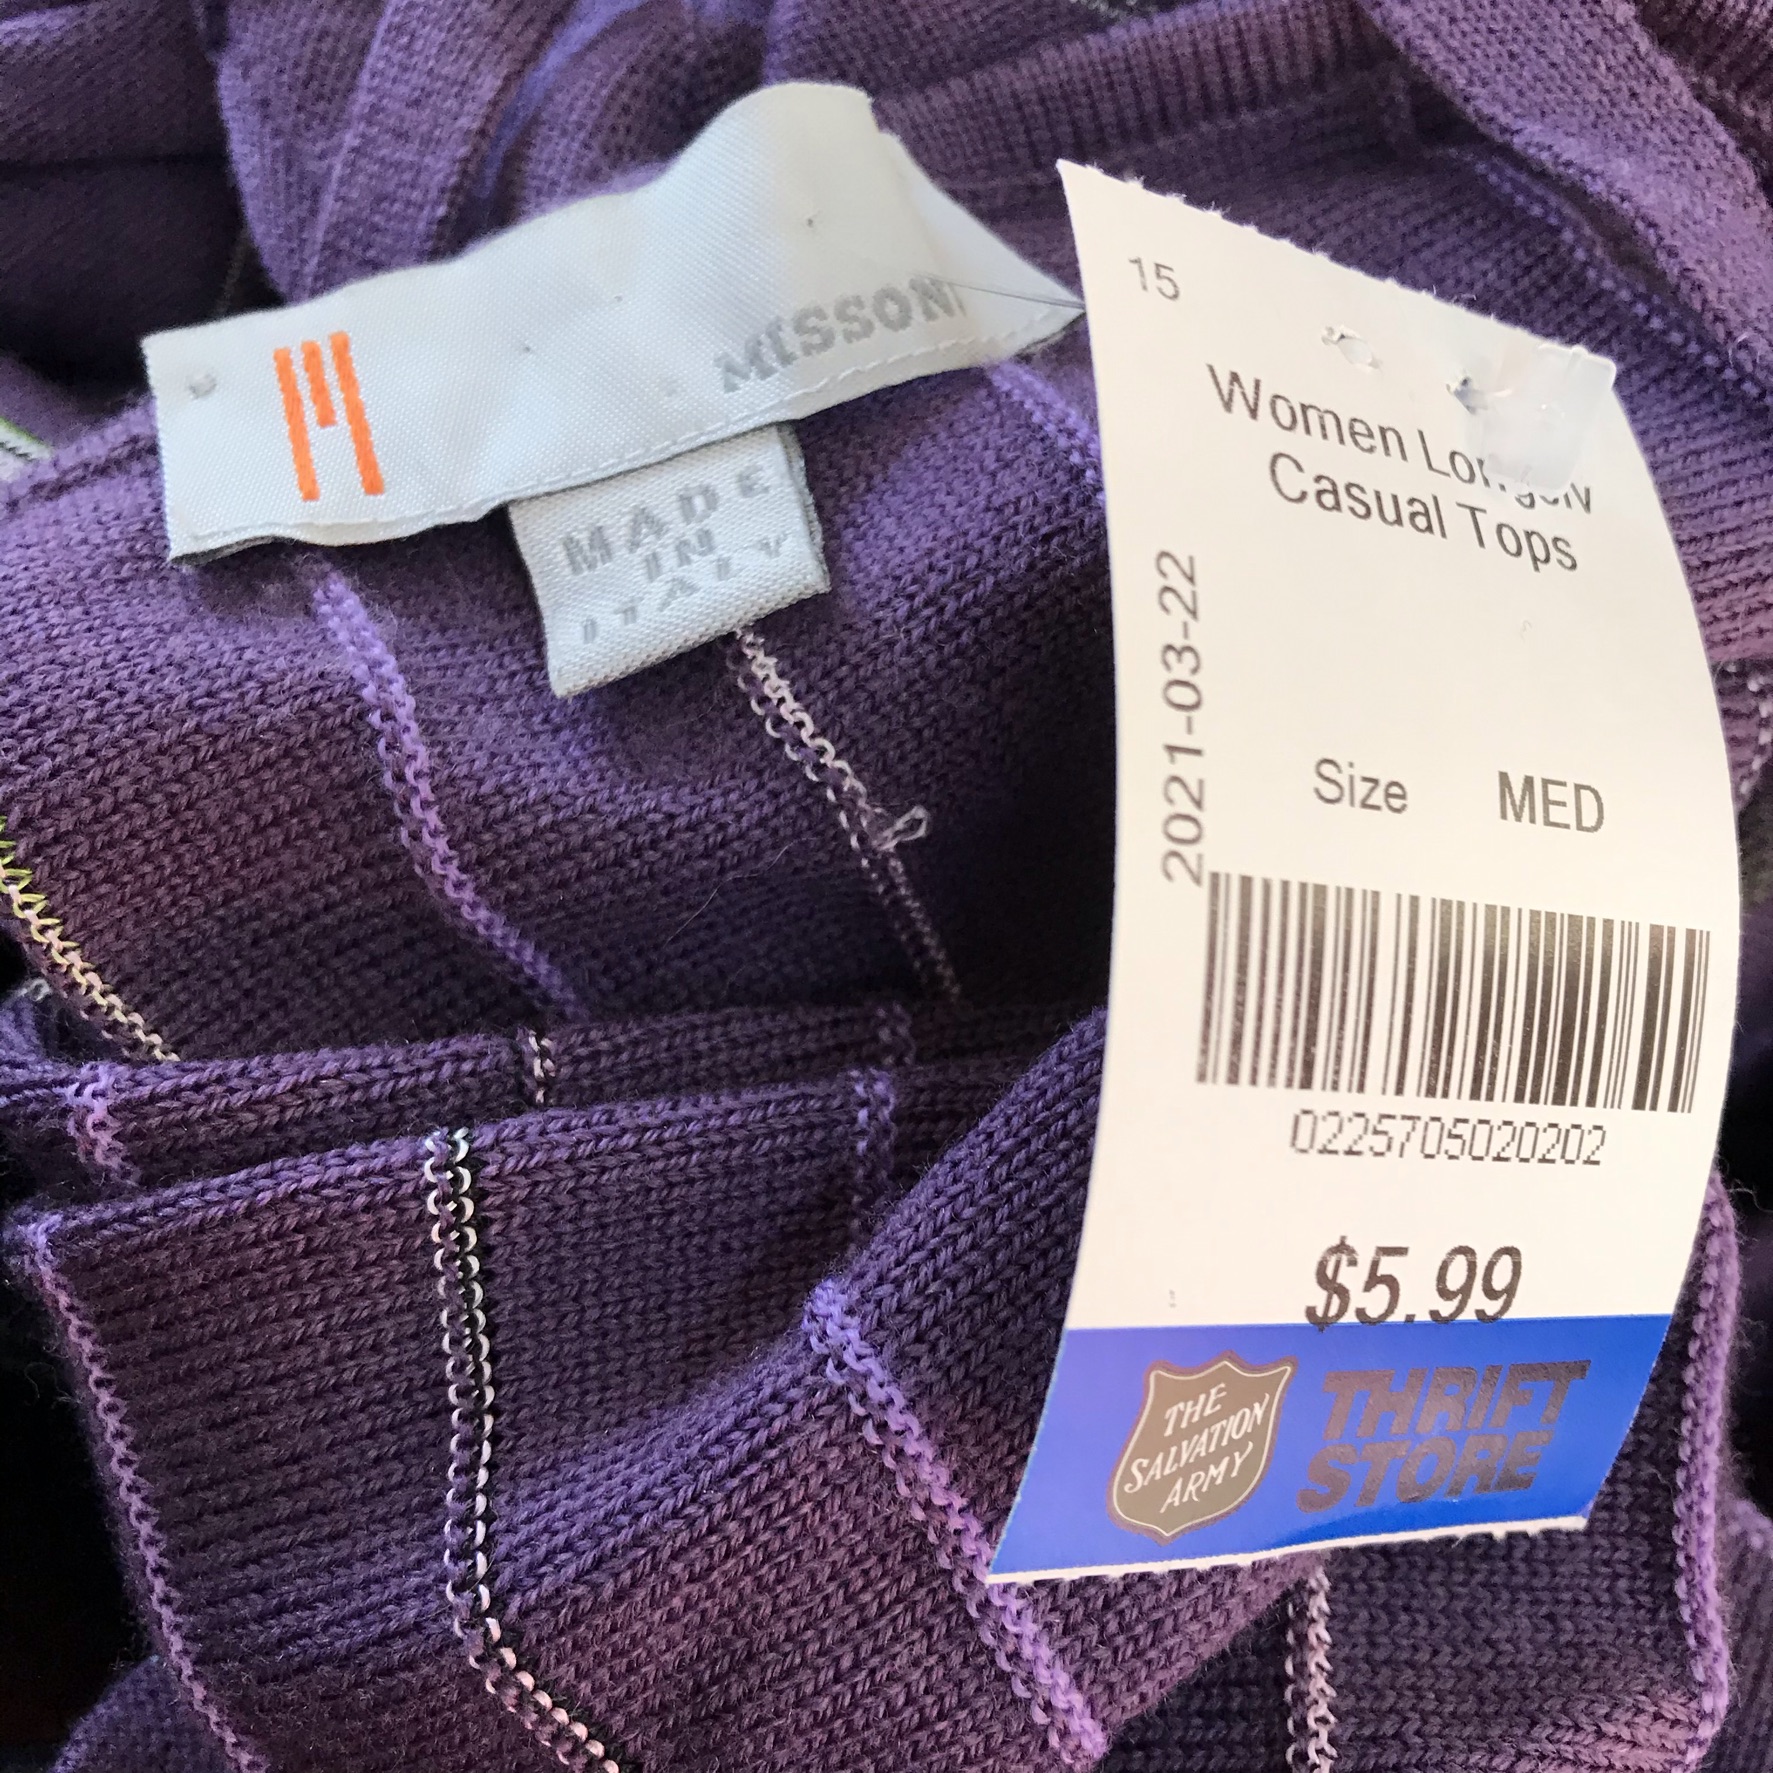 M MISSONI
MADE
IN
ITALY
15
Women Longslv
Casual Tops
2021-03-22
Size MED
0225705020202
$5.99
THE
SALVATION
ARMY
THRIFT
STORE